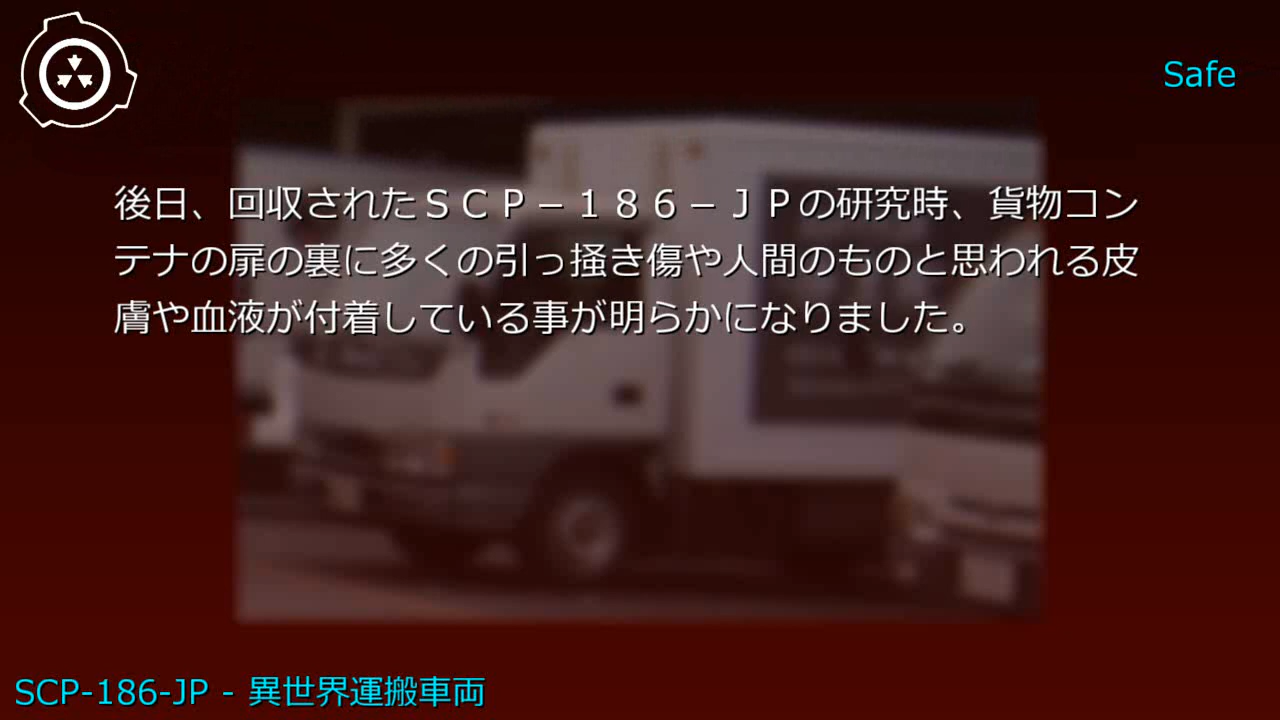 Safe
後日、回収されたＳＣＰ－１８６－ＪＰの研究時、貨物コン
テナの扉の裏に多くの引っ掻き傷や人間のものと思われる皮
膚や血液が付着している事が明らかになりました。
SCP-186-JP - 異世界運搬車両